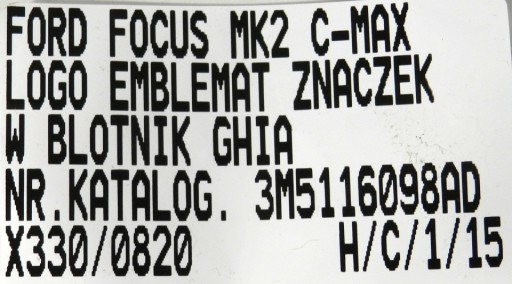 FORD FOCUS MK2 C-MAX
LOGO EMBLEMAT ZNACZEK
W BLOTNIK GHIA
NR.KATALOG. 3M5116098AD
X330/0820 H/C/1/15